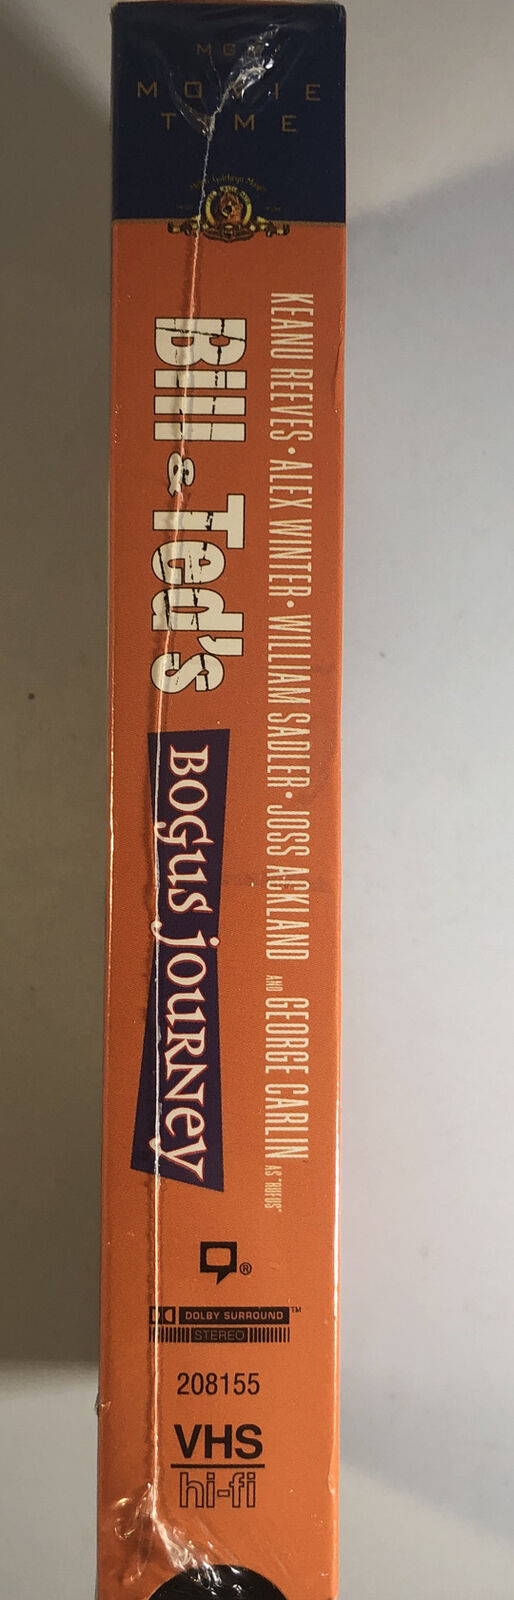 MGM
MOVIE
TIME
KEANU REEVES • ALEX WINTER • WILLIAM SADLER • JOSS ACKLAND AND GEORGE CARLIN AS "RUFUS"
Bill & Ted's
BOGUS JOURNEY
®
DOLBY SURROUND™
STEREO
208155
VHS
hi-fi